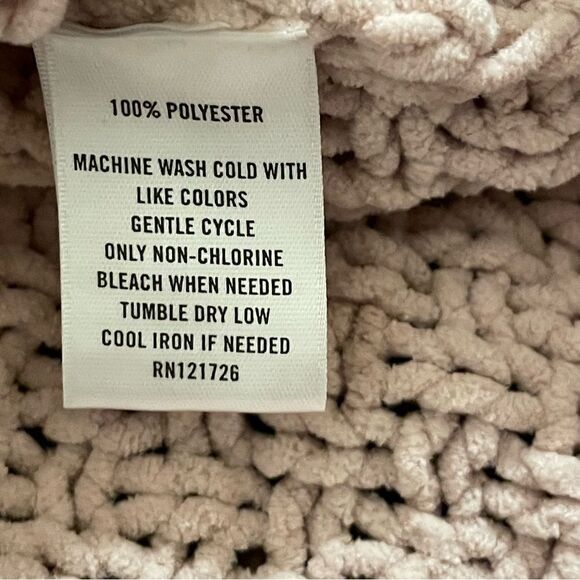 100% POLYESTER
MACHINE WASH COLD WITH
LIKE COLORS
GENTLE CYCLE
ONLY NON-CHLORINE
BLEACH WHEN NEEDED
TUMBLE DRY LOW
COOL IRON IF NEEDED
RN121726